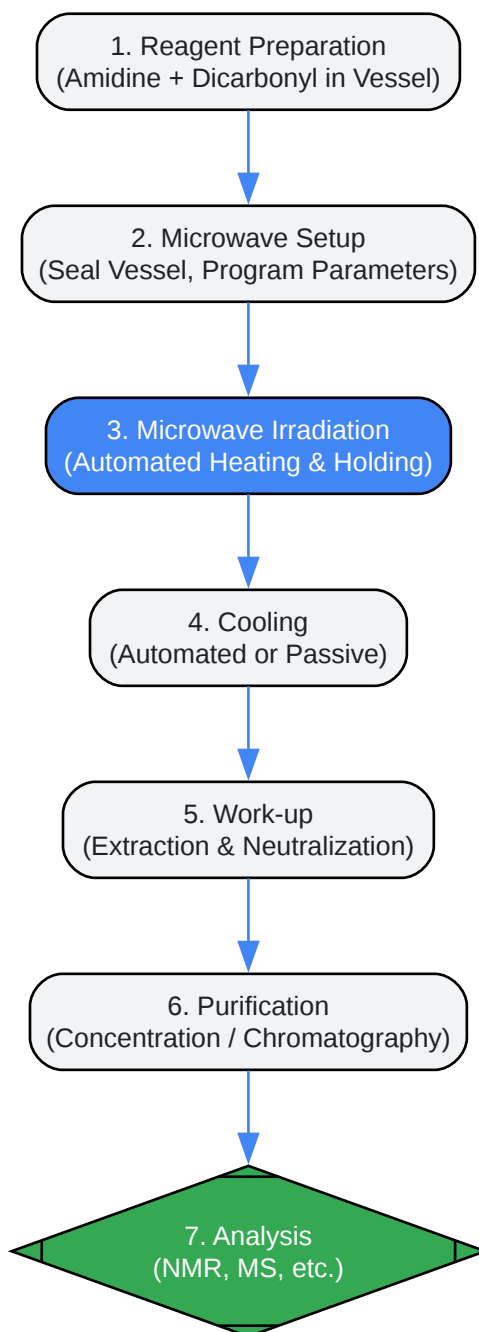 1. Reagent Preparation
(Amidine + Dicarbonyl in Vessel)
2. Microwave Setup
(Seal Vessel, Program Parameters)
3. Microwave Irradiation
(Automated Heating & Holding)
4. Cooling
(Automated or Passive)
5. Work-up
(Extraction & Neutralization)
6. Purification
(Concentration / Chromatography)
7. Analysis
(NMR, MS, etc.)